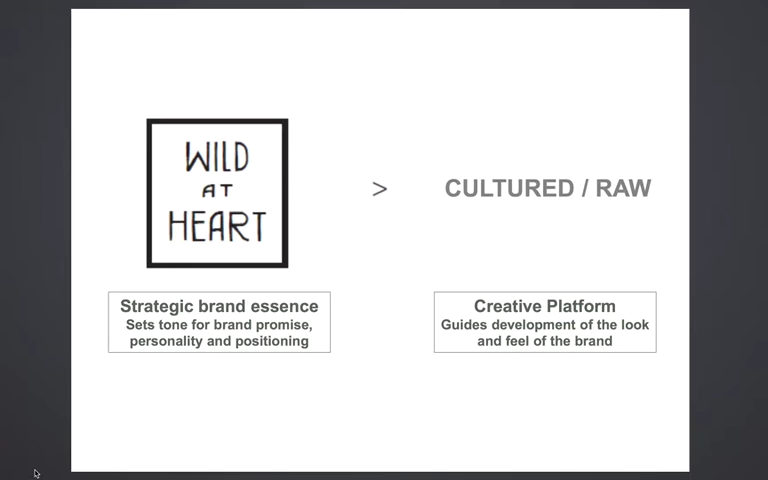 WILD
AT
HEART
>
CULTURED / RAW
Strategic brand essence
Sets tone for brand promise,
personality and positioning
Creative Platform
Guides development of the look
and feel of the brand